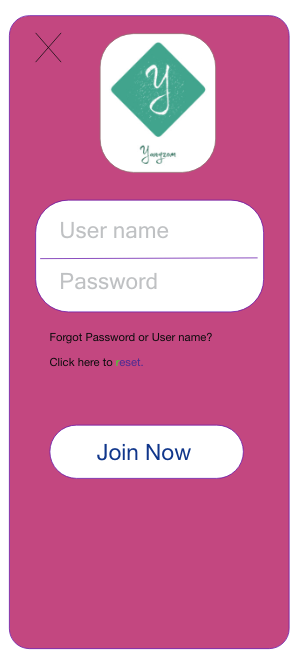 Y
Yangzom
User name
Password
Forgot Password or User name?
Click here to reset.
Join Now